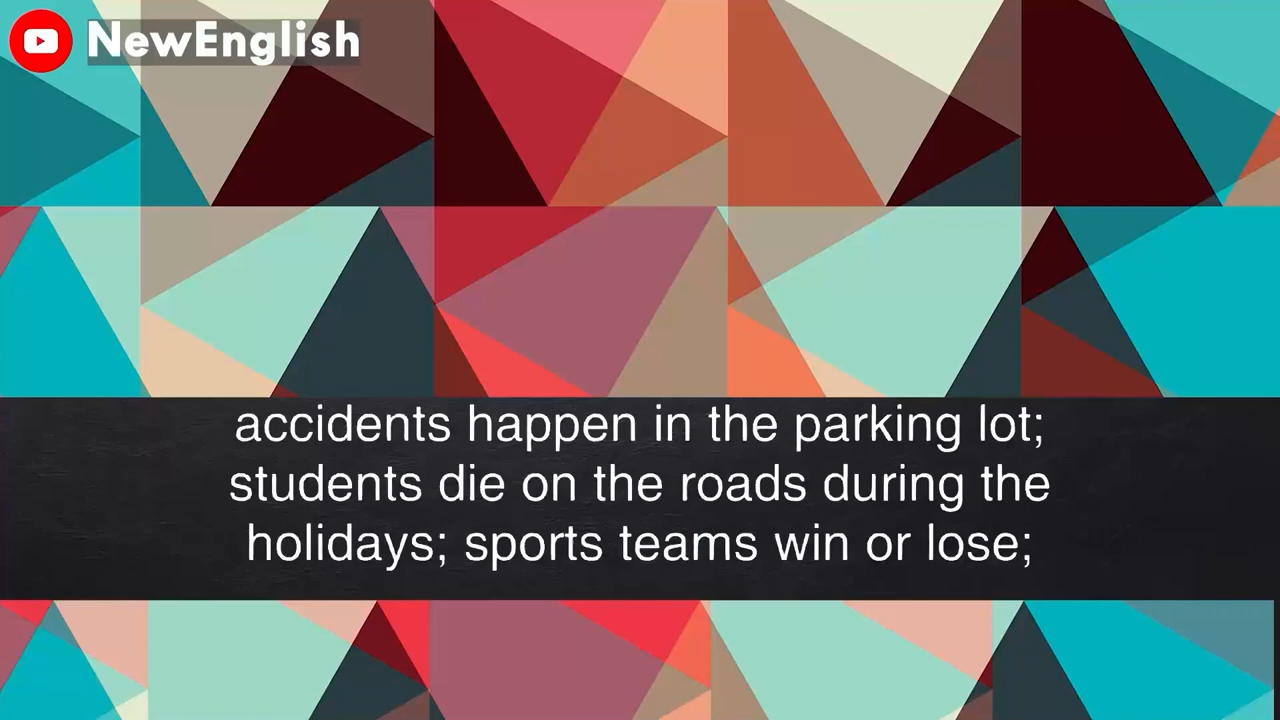 NewEnglish
accidents happen in the parking lot;
students die on the roads during the
holidays; sports teams win or lose;